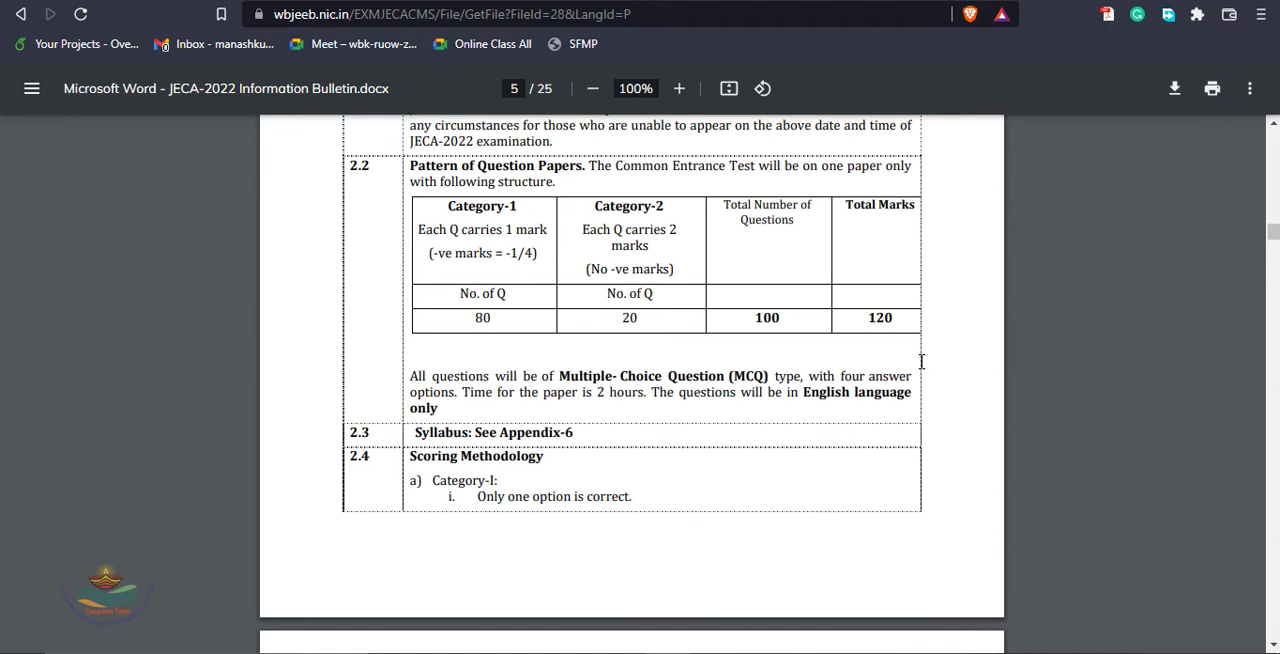 wbjeeb.nic.in/EXMJECACMS/File/GetFile?FileId=28&LangId=P
Your Projects - Ove...
Inbox - manashku...
Meet – wbk-ruow-z...
Online Class All
SFMP
Microsoft Word - JECA-2022 Information Bulletin.docx
5 / 25
100%
any circumstances for those who are unable to appear on the above date and time of
JECA-2022 examination.
2.2 Pattern of Question Papers. The Common Entrance Test will be on one paper only
with following structure.
Category-1 Category-2 Total Number of Total Marks
Questions
Each Q carries 1 mark Each Q carries 2
marks
(-ve marks = -1/4)
(No -ve marks)
No. of Q No. of Q
80 20 100 120
All questions will be of Multiple- Choice Question (MCQ) type, with four answer
options. Time for the paper is 2 hours. The questions will be in English language
only
2.3 Syllabus: See Appendix-6
2.4 Scoring Methodology
a) Category-I:
i. Only one option is correct.
A
Computer Tutor